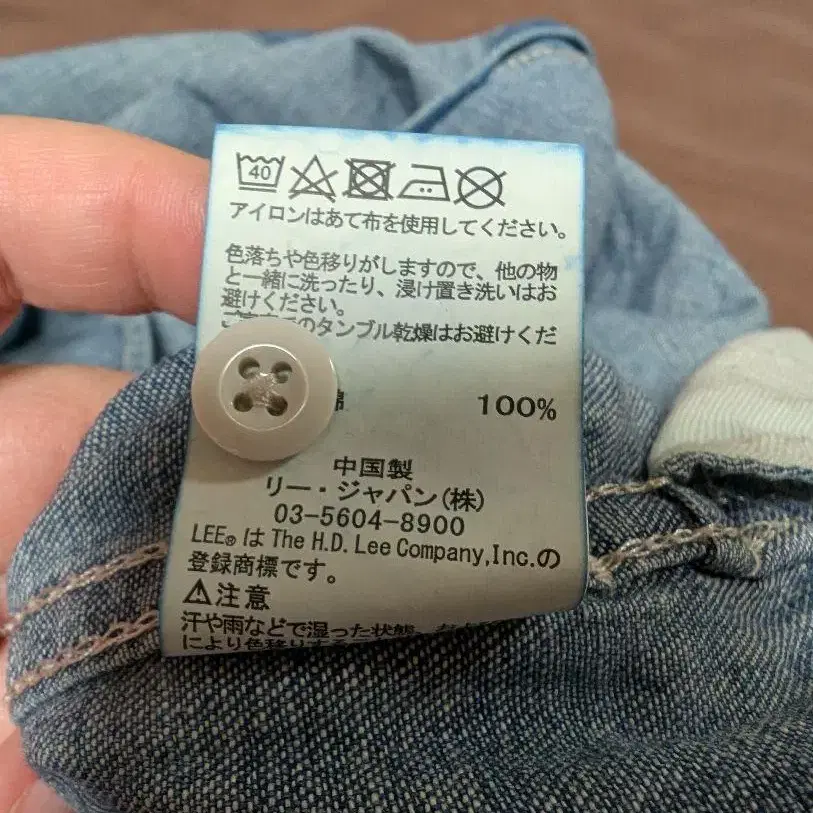 40
アイロンはあて布を使用してください。
色落ちや色移りがしますので、他の物
と一緒に洗ったり、浸け置き洗いはお
避けください。
のタンブル乾燥はお避けくだ
綿 100%
中国製
リー・ジャパン(株)
03-5604-8900
LEE® は The H.D. Lee Company, Inc. の
登録商標です。
⚠注意
汗や雨などで湿った状態、
により色移りする